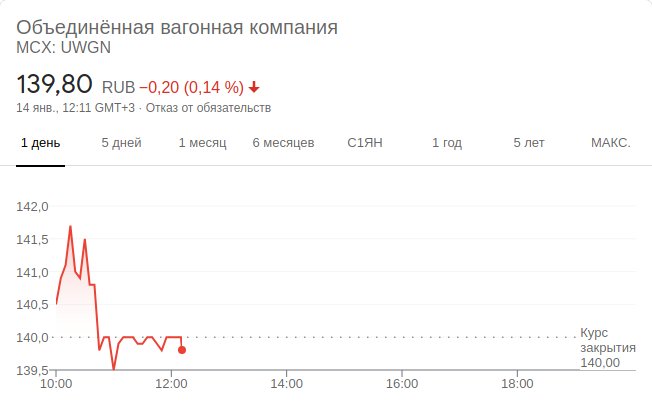 Объединённая вагонная компания
MCX: UWGN
139,80 RUB −0,20 (0,14 %)
14 янв., 12:11 GMT+3 · Отказ от обязательств
1 день 5 дней 1 месяц 6 месяцев С1ЯН 1 год 5 лет МАКС.
142,0
141,5
141,0
140,5
140,0
139,5
Курс
закрытия
140,00
10:00 12:00 14:00 16:00 18:00